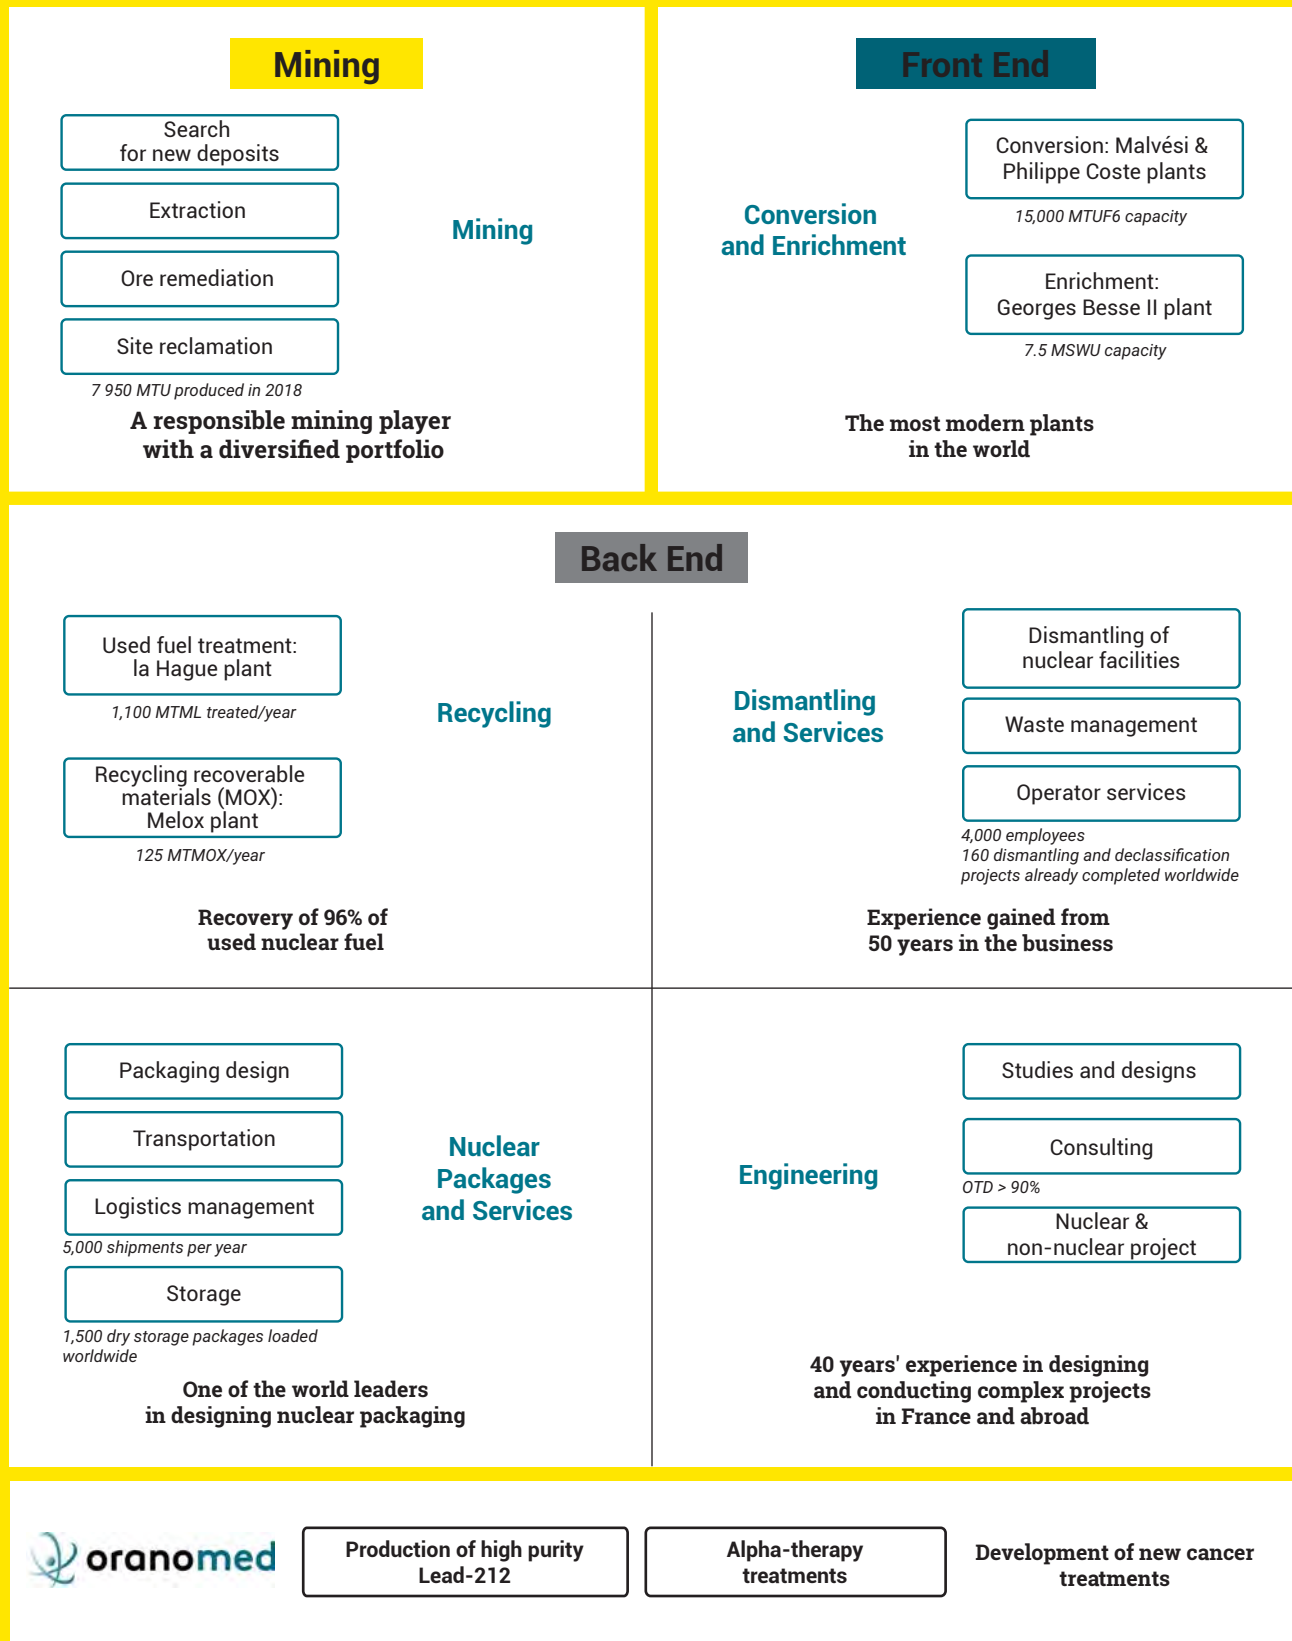 Mining
Search
for new deposits
Extraction
Ore remediation
Site reclamation
7 950 MTU produced in 2018
Mining
A responsible mining player
with a diversified portfolio
Front End
Conversion
and Enrichment
Conversion: Malvési &
Philippe Coste plants
15,000 MTUF6 capacity
Enrichment:
Georges Besse II plant
7.5 MSWU capacity
The most modern plants
in the world
Back End
Used fuel treatment:
la Hague plant
1,100 MTML treated/year
Recycling recoverable
materials (MOX):
Melox plant
125 MTMOX/year
Recycling
Recovery of 96% of
used nuclear fuel
Dismantling
and Services
Dismantling of
nuclear facilities
Waste management
Operator services
4,000 employees
160 dismantling and declassification
projects already completed worldwide
Experience gained from
50 years in the business
Packaging design
Transportation
Logistics management
5,000 shipments per year
Storage
1,500 dry storage packages loaded
worldwide
Nuclear
Packages
and Services
One of the world leaders
in designing nuclear packaging
Engineering
Studies and designs
Consulting
OTD > 90%
Nuclear &
non-nuclear project
40 years' experience in designing
and conducting complex projects
in France and abroad
oranomed
Production of high purity
Lead-212
Alpha-therapy
treatments
Development of new cancer
treatments